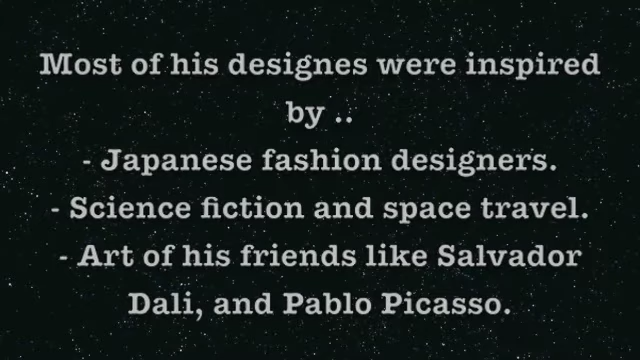 Most of his designes were inspired
by ..
- Japanese fashion designers.
- Science fiction and space travel.
- Art of his friends like Salvador
Dali, and Pablo Picasso.